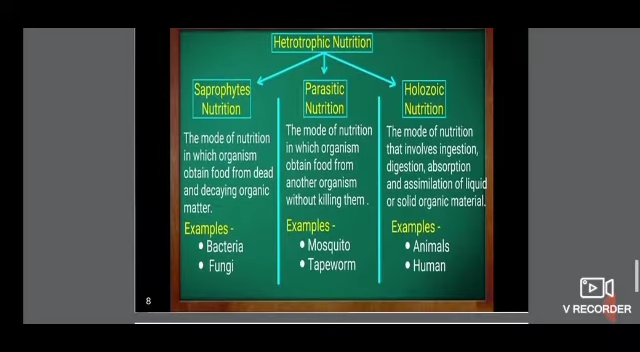 Hetrotrophic Nutrition
Saprophytes
Nutrition
The mode of nutrition
in which organism
obtain food from dead
and decaying organic
matter.
Examples -
• Bacteria
• Fungi
Parasitic
Nutrition
The mode of nutrition
in which organism
obtain food from
another organism
without killing them .
Examples -
• Mosquito
• Tapeworm
Holozoic
Nutrition
The mode of nutrition
that involves ingestion,
digestion, absorption
and assimilation of liquid
or solid organic material.
Examples -
• Animals
• Human
8
V RECORDER